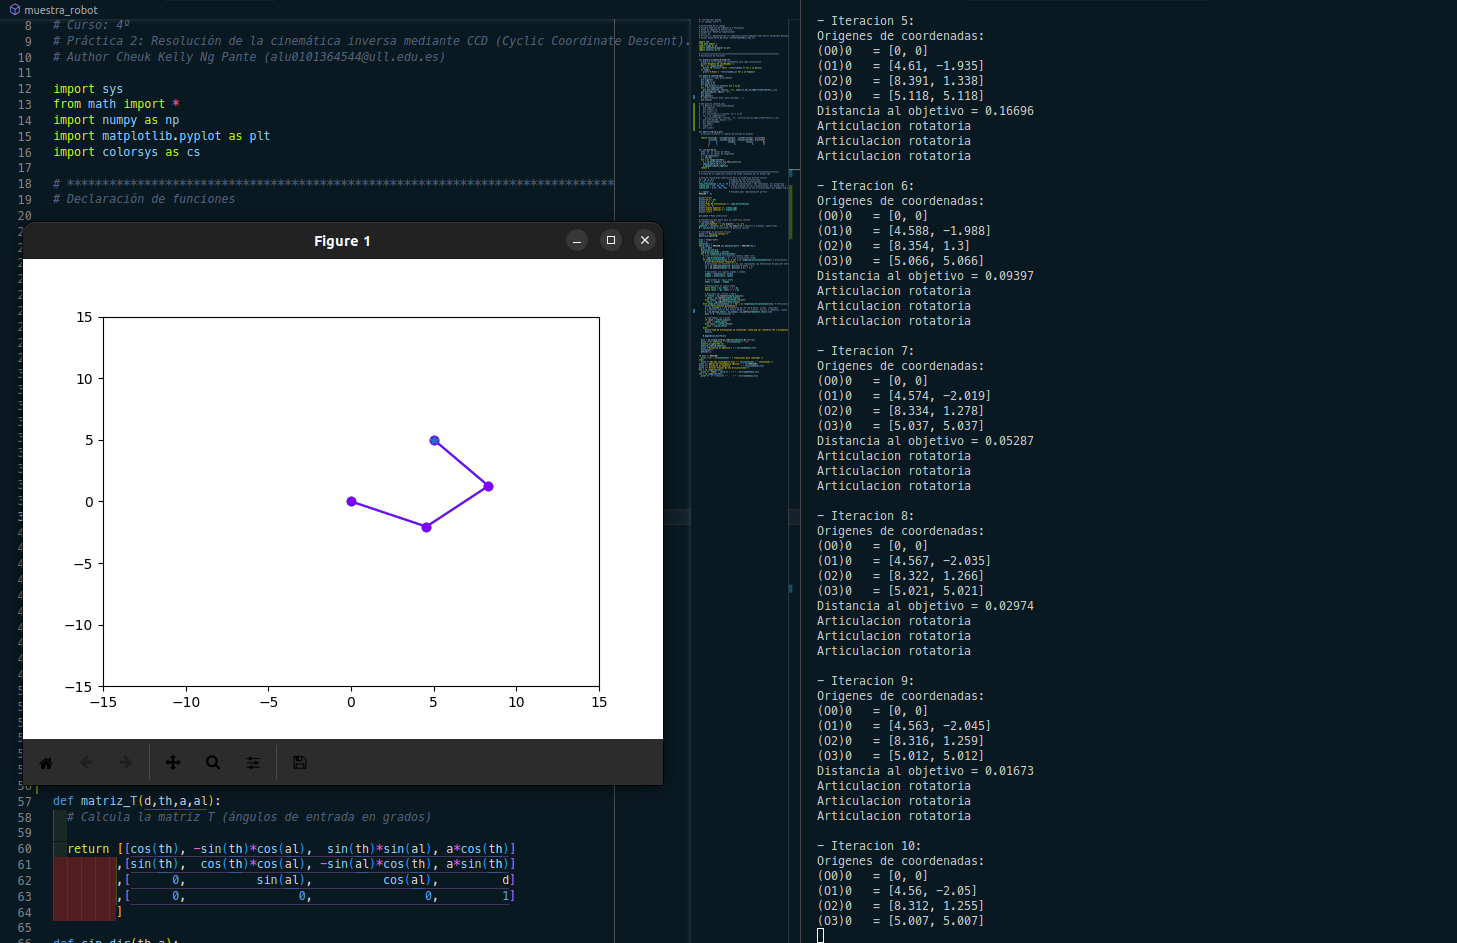 muestra_robot
8 # Curso: 4º
9 # Práctica 2: Resolución de la cinemática inversa mediante CCD (Cyclic Coordinate Descent).
10 # Author Cheuk Kelly Ng Pante (alu0101364544@ull.edu.es)
11
12 import sys
13 from math import *
14 import numpy as np
15 import matplotlib.pyplot as plt
16 import colorsys as cs
17
18 # ******************************************************************************
19 # Declaración de funciones
20
Figure 1
15
10
5
0
−5
−10
−15
−15 −10 −5 0 5 10 15
57 def matriz_T(d,th,a,al):
58 # Calcula la matriz T (ángulos de entrada en grados)
59
60 return [[cos(th), -sin(th)*cos(al), sin(th)*sin(al), a*cos(th)]
61 ,[sin(th), cos(th)*cos(al), -sin(al)*cos(th), a*sin(th)]
62 ,[ 0, sin(al), cos(al), d]
63 ,[ 0, 0, 0, 1]
64 ]
65
66 def cin_dir(th,a):
- Iteracion 5:
Origenes de coordenadas:
(O0)0 = [0, 0]
(O1)0 = [4.61, -1.935]
(O2)0 = [8.391, 1.338]
(O3)0 = [5.118, 5.118]
Distancia al objetivo = 0.16696
Articulacion rotatoria
Articulacion rotatoria
Articulacion rotatoria
- Iteracion 6:
Origenes de coordenadas:
(O0)0 = [0, 0]
(O1)0 = [4.588, -1.988]
(O2)0 = [8.354, 1.3]
(O3)0 = [5.066, 5.066]
Distancia al objetivo = 0.09397
Articulacion rotatoria
Articulacion rotatoria
Articulacion rotatoria
- Iteracion 7:
Origenes de coordenadas:
(O0)0 = [0, 0]
(O1)0 = [4.574, -2.019]
(O2)0 = [8.334, 1.278]
(O3)0 = [5.037, 5.037]
Distancia al objetivo = 0.05287
Articulacion rotatoria
Articulacion rotatoria
Articulacion rotatoria
- Iteracion 8:
Origenes de coordenadas:
(O0)0 = [0, 0]
(O1)0 = [4.567, -2.035]
(O2)0 = [8.322, 1.266]
(O3)0 = [5.021, 5.021]
Distancia al objetivo = 0.02974
Articulacion rotatoria
Articulacion rotatoria
Articulacion rotatoria
- Iteracion 9:
Origenes de coordenadas:
(O0)0 = [0, 0]
(O1)0 = [4.563, -2.045]
(O2)0 = [8.316, 1.259]
(O3)0 = [5.012, 5.012]
Distancia al objetivo = 0.01673
Articulacion rotatoria
Articulacion rotatoria
Articulacion rotatoria
- Iteracion 10:
Origenes de coordenadas:
(O0)0 = [0, 0]
(O1)0 = [4.56, -2.05]
(O2)0 = [8.312, 1.255]
(O3)0 = [5.007, 5.007]